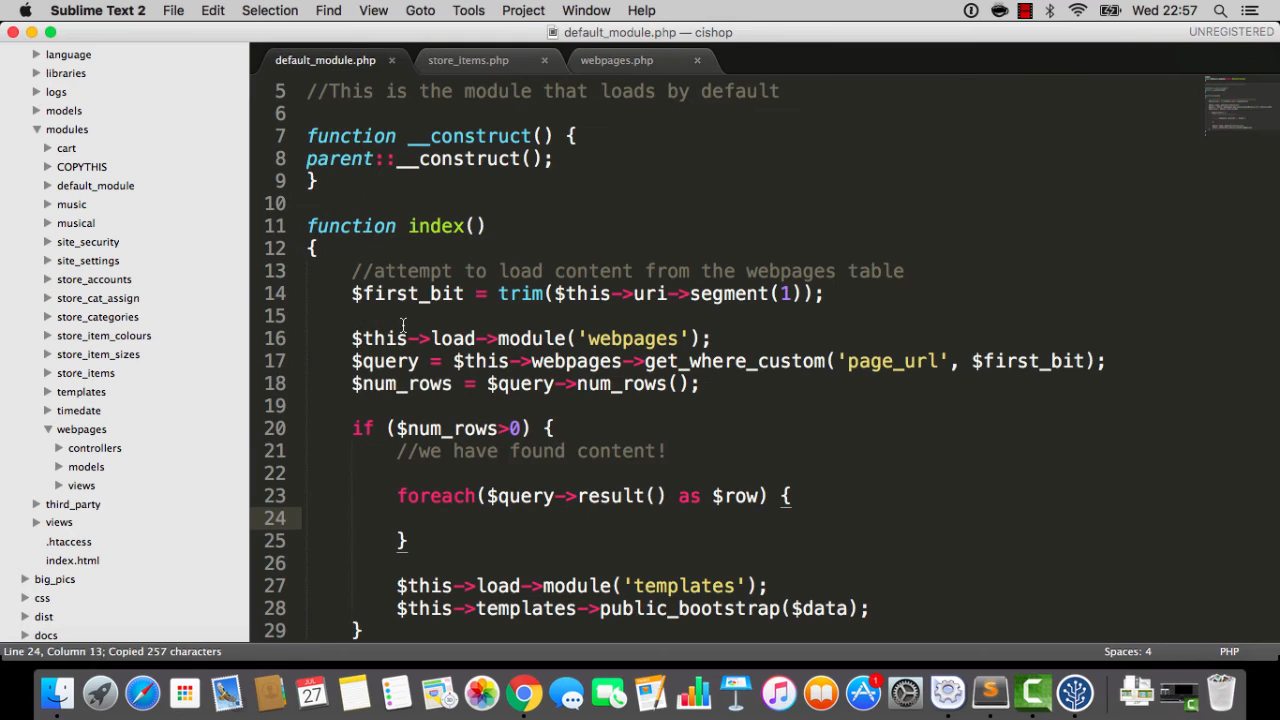 Sublime Text 2 File Edit Selection Find View Goto Tools Project Window Help Wed 22:57
default_module.php — cishop UNREGISTERED
default_module.php × store_items.php × webpages.php ×
language
libraries
logs
models
modules
cart
COPYTHIS
default_module
music
musical
site_security
site_settings
store_accounts
store_cat_assign
store_categories
store_item_colours
store_item_sizes
store_items
templates
timedate
webpages
controllers
models
views
third_party
views
.htaccess
index.html
big_pics
css
dist
docs
5 //This is the module that loads by default
6
7 function __construct() {
8 parent::__construct();
9 }
10
11 function index()
12 {
13 //attempt to load content from the webpages table
14 $first_bit = trim($this->uri->segment(1));
15
16 $this->load->module('webpages');
17 $query = $this->webpages->get_where_custom('page_url', $first_bit);
18 $num_rows = $query->num_rows();
19
20 if ($num_rows>0) {
21 //we have found content!
22
23 foreach($query->result() as $row) {
24
25 }
26
27 $this->load->module('templates');
28 $this->templates->public_bootstrap($data);
29 }
Line 24, Column 13; Copied 257 characters Spaces: 4 PHP
JUL
27
1